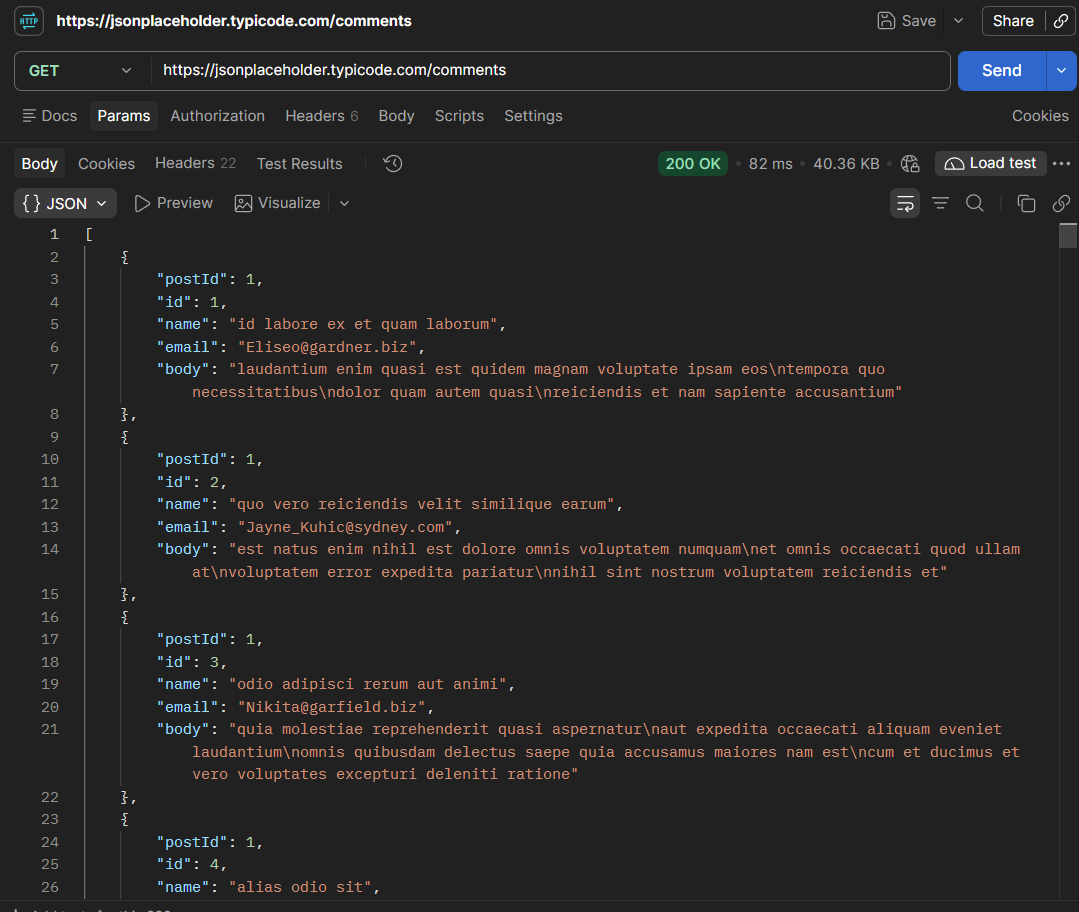 HTTP https://jsonplaceholder.typicode.com/comments Save Share
GET https://jsonplaceholder.typicode.com/comments Send
Docs Params Authorization Headers 6 Body Scripts Settings Cookies
Body Cookies Headers 22 Test Results 200 OK • 82 ms • 40.36 KB • Load test
{} JSON Preview Visualize
1 [
2 {
3 "postId": 1,
4 "id": 1,
5 "name": "id labore ex et quam laborum",
6 "email": "Eliseo@gardner.biz",
7 "body": "laudantium enim quasi est quidem magnam voluptate ipsam eos\ntempora quo
necessitatibus\ndolor quam autem quasi\nreiciendis et nam sapiente accusantium"
8 },
9 {
10 "postId": 1,
11 "id": 2,
12 "name": "quo vero reiciendis velit similique earum",
13 "email": "Jayne_Kuhic@sydney.com",
14 "body": "est natus enim nihil est dolore omnis voluptatem numquam\net omnis occaecati quod ullam
at\nvoluptatem error expedita pariatur\nnihil sint nostrum voluptatem reiciendis et"
15 },
16 {
17 "postId": 1,
18 "id": 3,
19 "name": "odio adipisci rerum aut animi",
20 "email": "Nikita@garfield.biz",
21 "body": "quia molestiae reprehenderit quasi aspernatur\naut expedita occaecati aliquam eveniet
laudantium\nomnis quibusdam delectus saepe quia accusamus maiores nam est\ncum et ducimus et
vero voluptates excepturi deleniti ratione"
22 },
23 {
24 "postId": 1,
25 "id": 4,
26 "name": "alias odio sit",